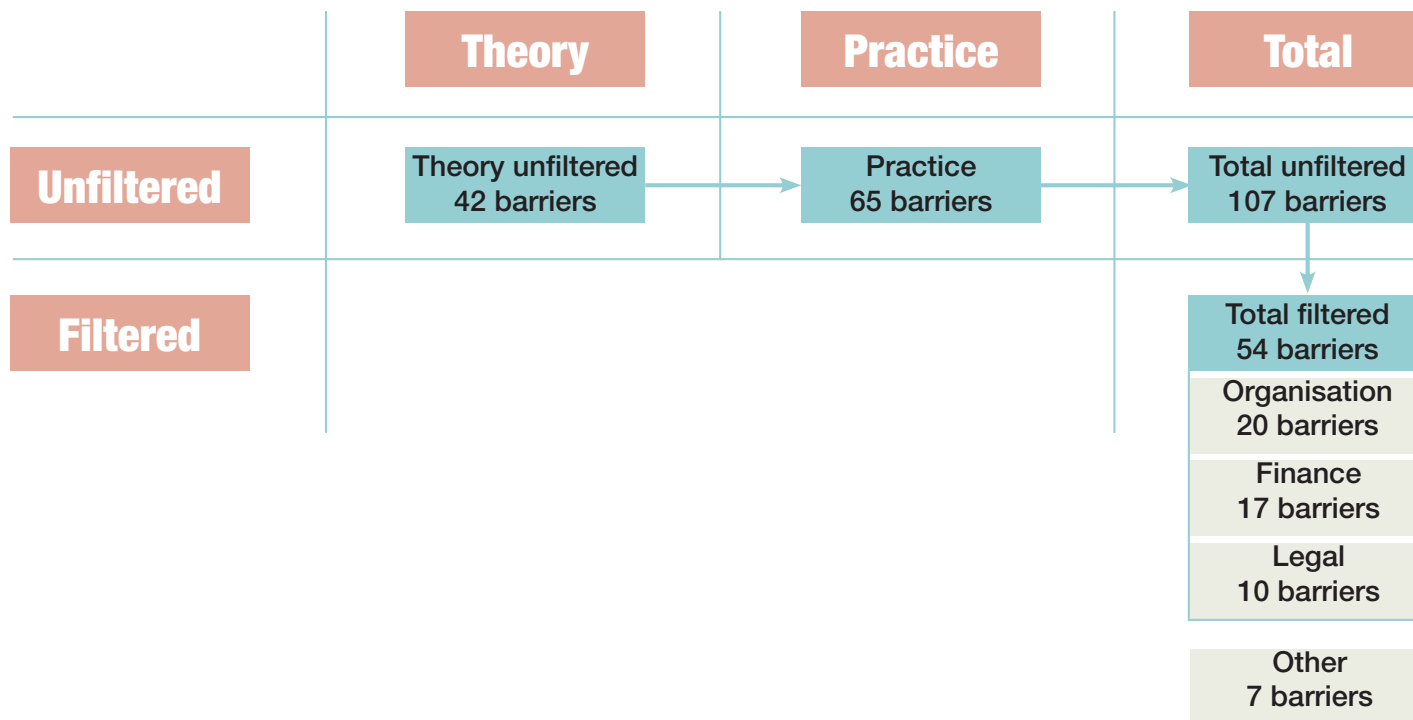 Theory
Practice
Total
Unfiltered
Theory unfiltered
42 barriers
Practice
65 barriers
Total unfiltered
107 barriers
Filtered
Total filtered
54 barriers
Organisation
20 barriers
Finance
17 barriers
Legal
10 barriers
Other
7 barriers